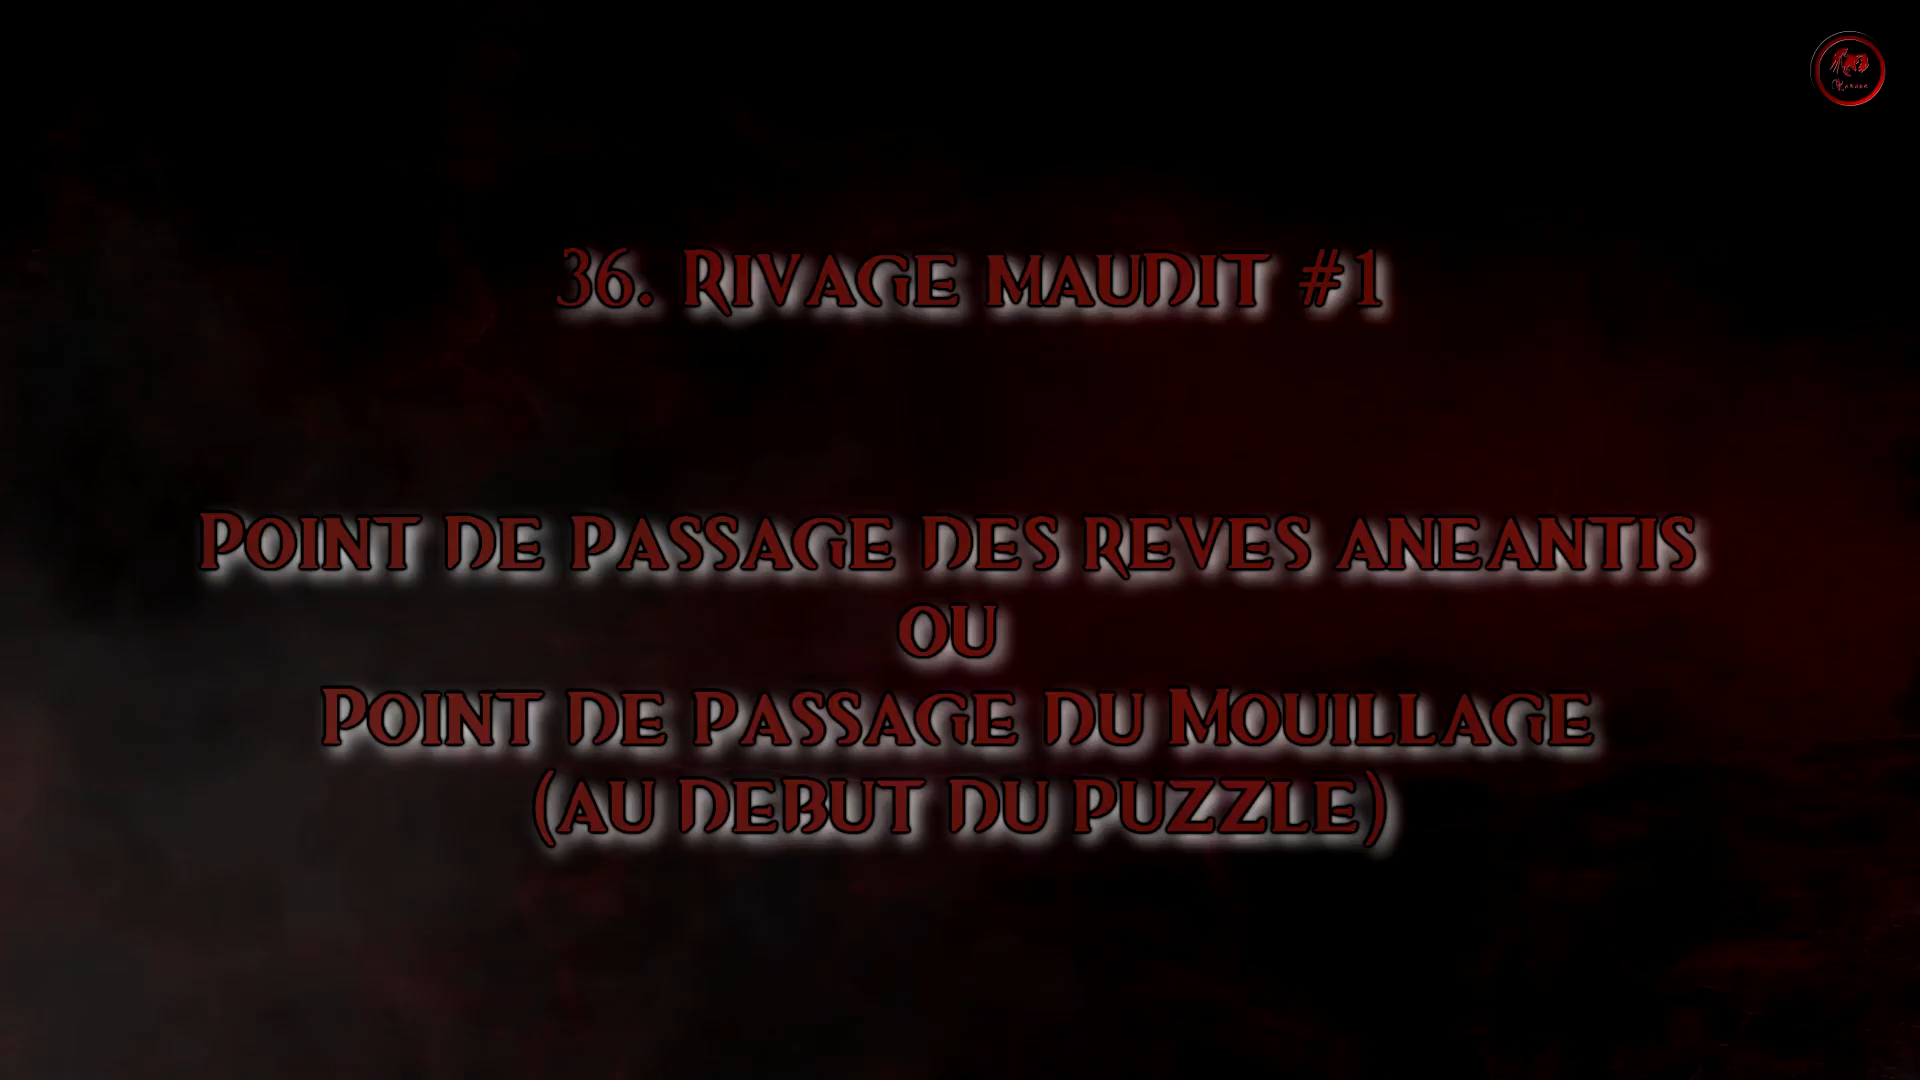 36. Rivage maudit #1
Point de Passage des reves aneantis
ou
Point de Passage du Mouillage
(au debut du puzzle)